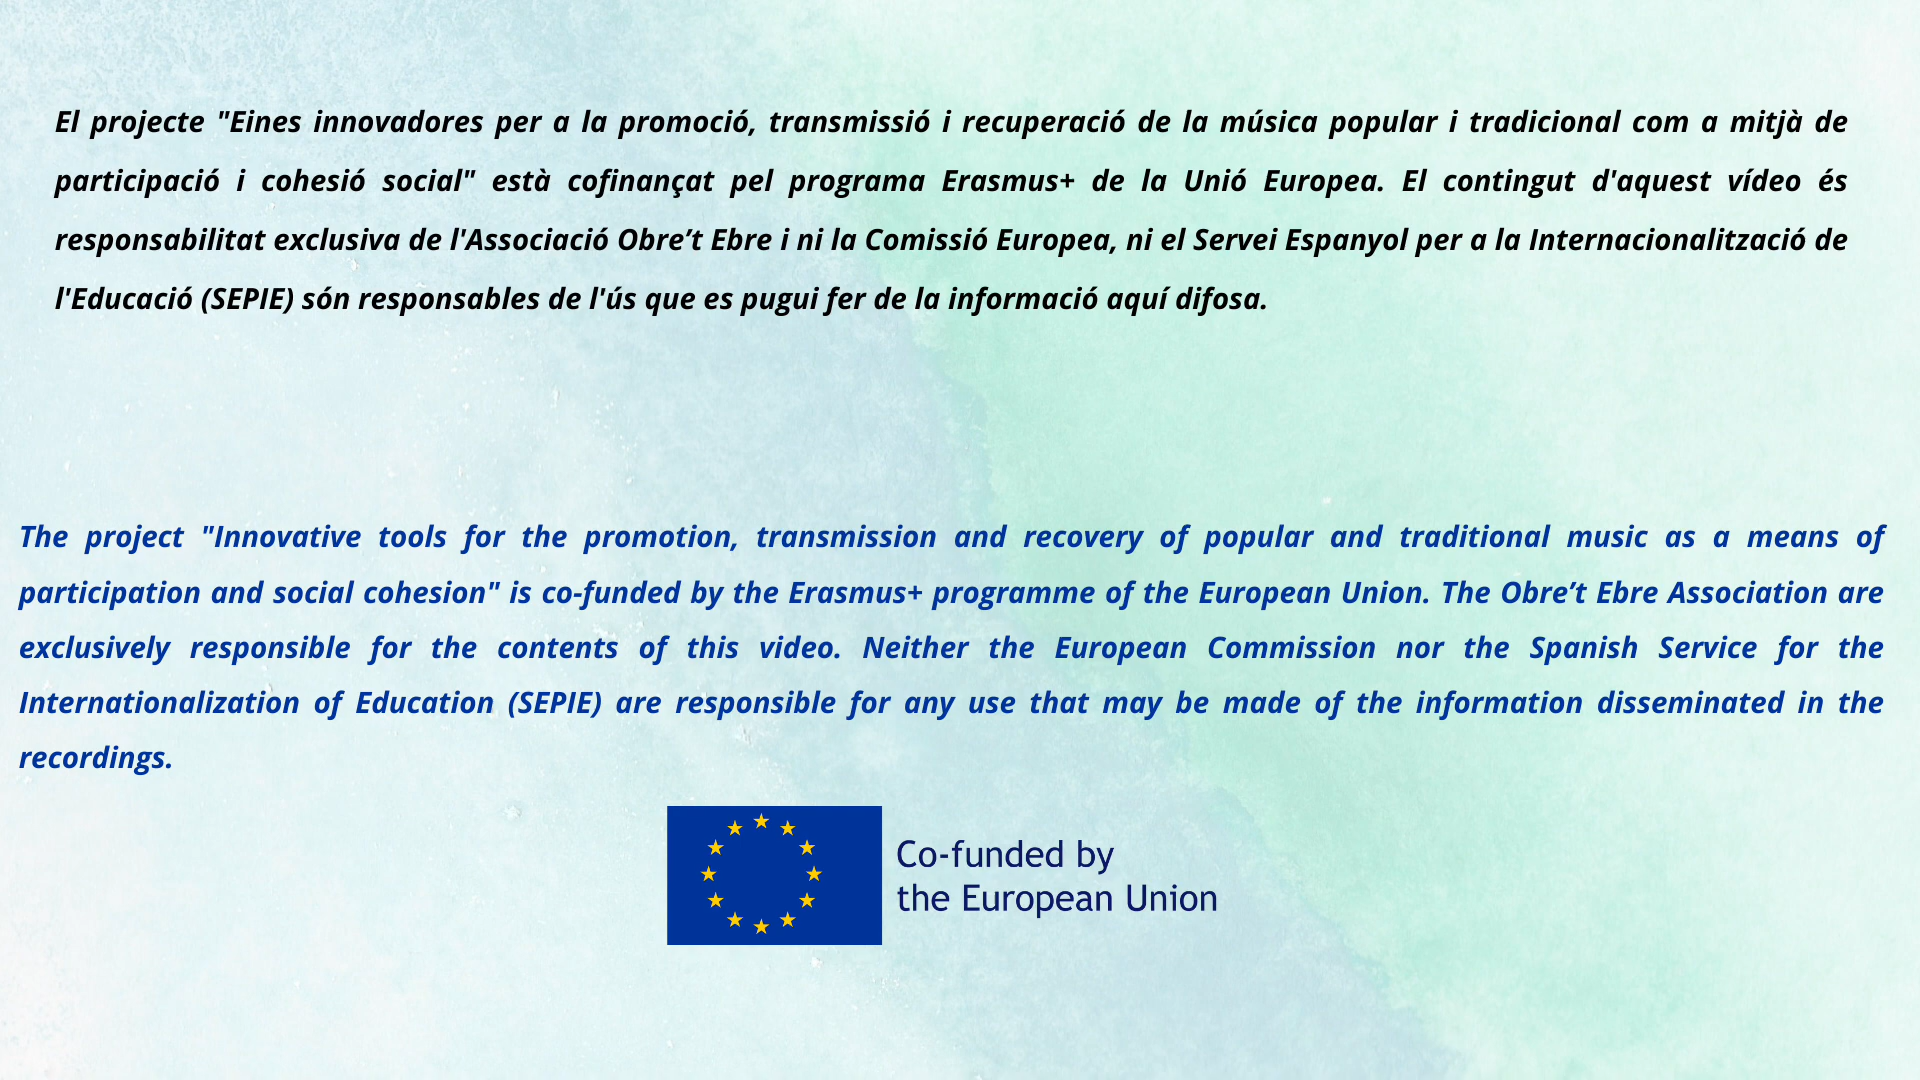 El projecte "Eines innovadores per a la promoció, transmissió i recuperació de la música popular i tradicional com a mitjà de
participació i cohesió social" està cofinançat pel programa Erasmus+ de la Unió Europea. El contingut d'aquest vídeo és
responsabilitat exclusiva de l'Associació Obre’t Ebre i ni la Comissió Europea, ni el Servei Espanyol per a la Internacionalització de
l'Educació (SEPIE) són responsables de l'ús que es pugui fer de la informació aquí difosa.
The project "Innovative tools for the promotion, transmission and recovery of popular and traditional music as a means of
participation and social cohesion" is co-funded by the Erasmus+ programme of the European Union. The Obre’t Ebre Association are
exclusively responsible for the contents of this video. Neither the European Commission nor the Spanish Service for the
Internationalization of Education (SEPIE) are responsible for any use that may be made of the information disseminated in the
recordings.
Co-funded by
the European Union